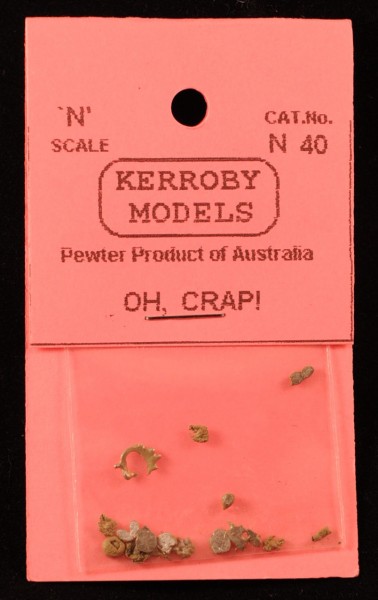 'N'
SCALE
CAT.No.
N 40
KERROBY
MODELS
Pewter Product of Australia
OH, CRAP!